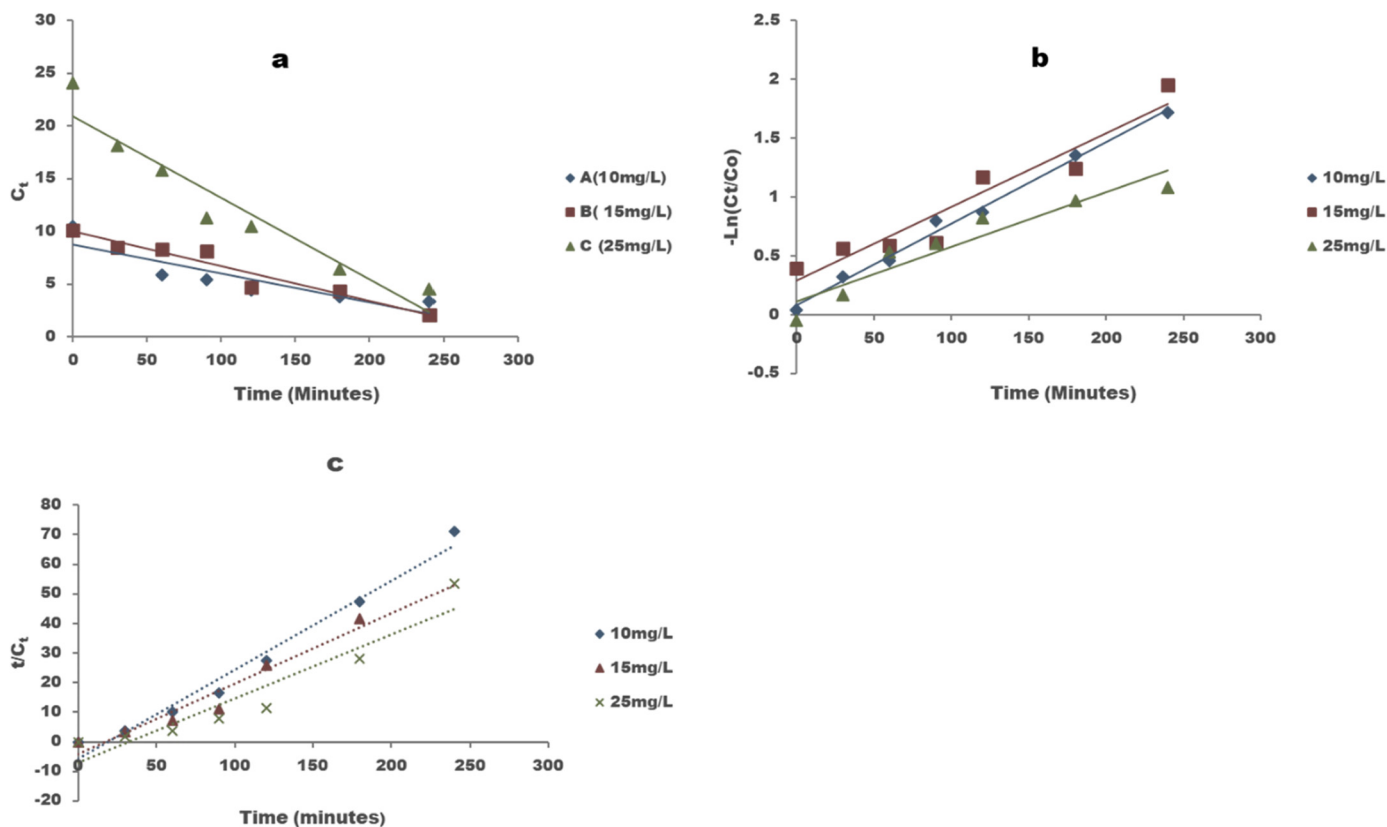 a
30
25
20
15
10
5
0
C_t
0 50 100 150 200 250 300
Time (Minutes)
A(10mg/L)
B( 15mg/L)
C (25mg/L)
b
2.5
2
1.5
1
0.5
0
-0.5
-Ln(Ct/Co)
0 50 100 150 200 250 300
Time (Minutes)
10mg/L
15mg/L
25mg/L
c
80
70
60
50
40
30
20
10
0
-10
-20
t/C_t
0 50 100 150 200 250 300
Time (minutes)
10mg/L
15mg/L
25mg/L